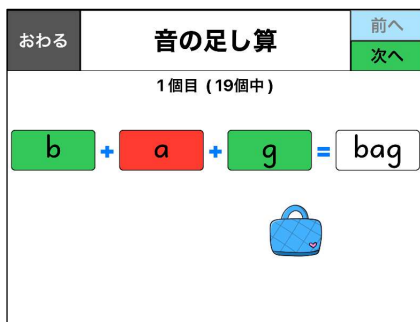 おわる
音の足し算
前へ
次へ
1個目 (19個中)
b + a + g = bag